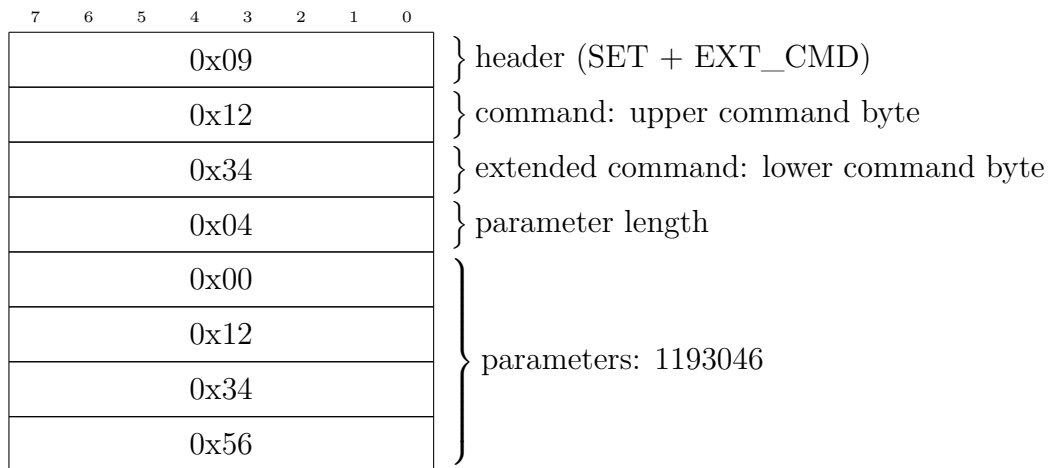 7 6 5 4 3 2 1 0
0x09 header (SET + EXT_CMD)
0x12 command: upper command byte
0x34 extended command: lower command byte
0x04 parameter length
0x00
0x12
parameters: 1193046
0x34
0x56